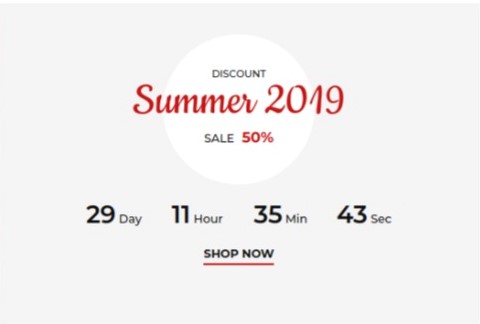 DISCOUNT
Summer 2019
SALE 50%
29 Day 11 Hour 35 Min 43 Sec
SHOP NOW